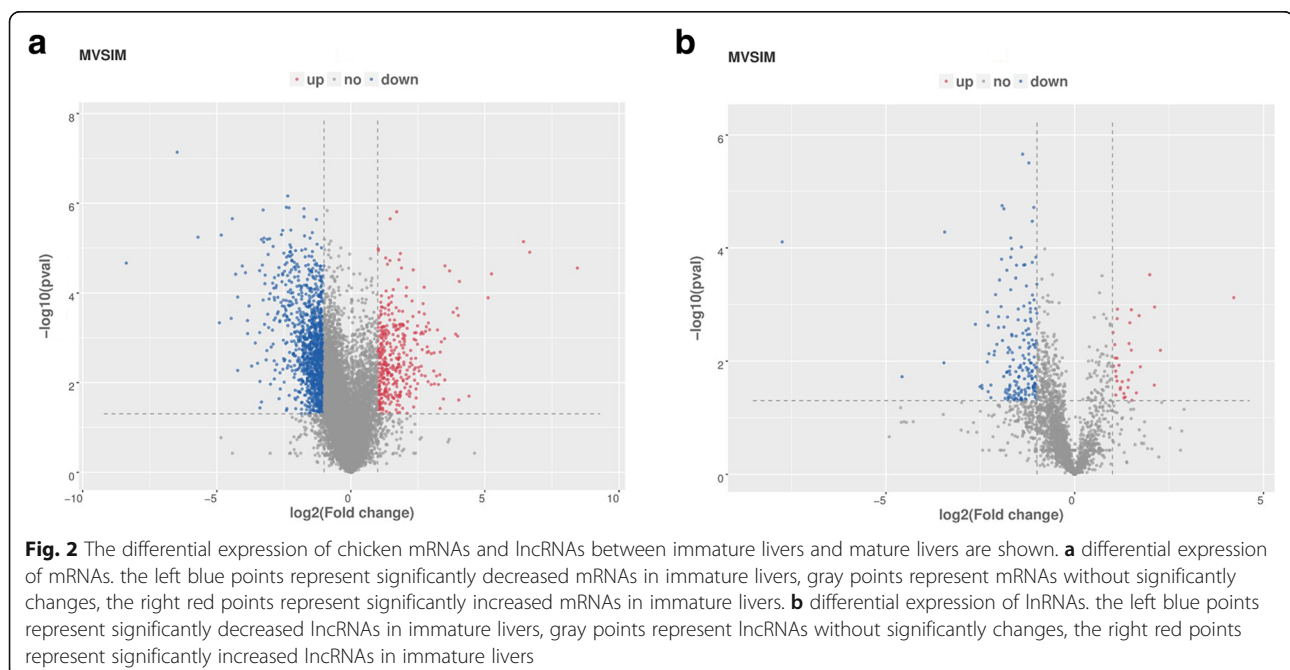 a
MVSIM
up no down
8
6
4
2
0
−log10(pval)
−10 −5 0 5 10
log2(Fold change)
b
MVSIM
up no down
6
4
2
0
−log10(pval)
−5 0 5
log2(Fold change)
Fig. 2 The differential expression of chicken mRNAs and lncRNAs between immature livers and mature livers are shown. a differential expression
of mRNAs. the left blue points represent significantly decreased mRNAs in immature livers, gray points represent mRNAs without significantly
changes, the right red points represent significantly increased mRNAs in immature livers. b differential expression of lnRNAs. the left blue points
represent significantly decreased lncRNAs in immature livers, gray points represent lncRNAs without significantly changes, the right red points
represent significantly increased lncRNAs in immature livers